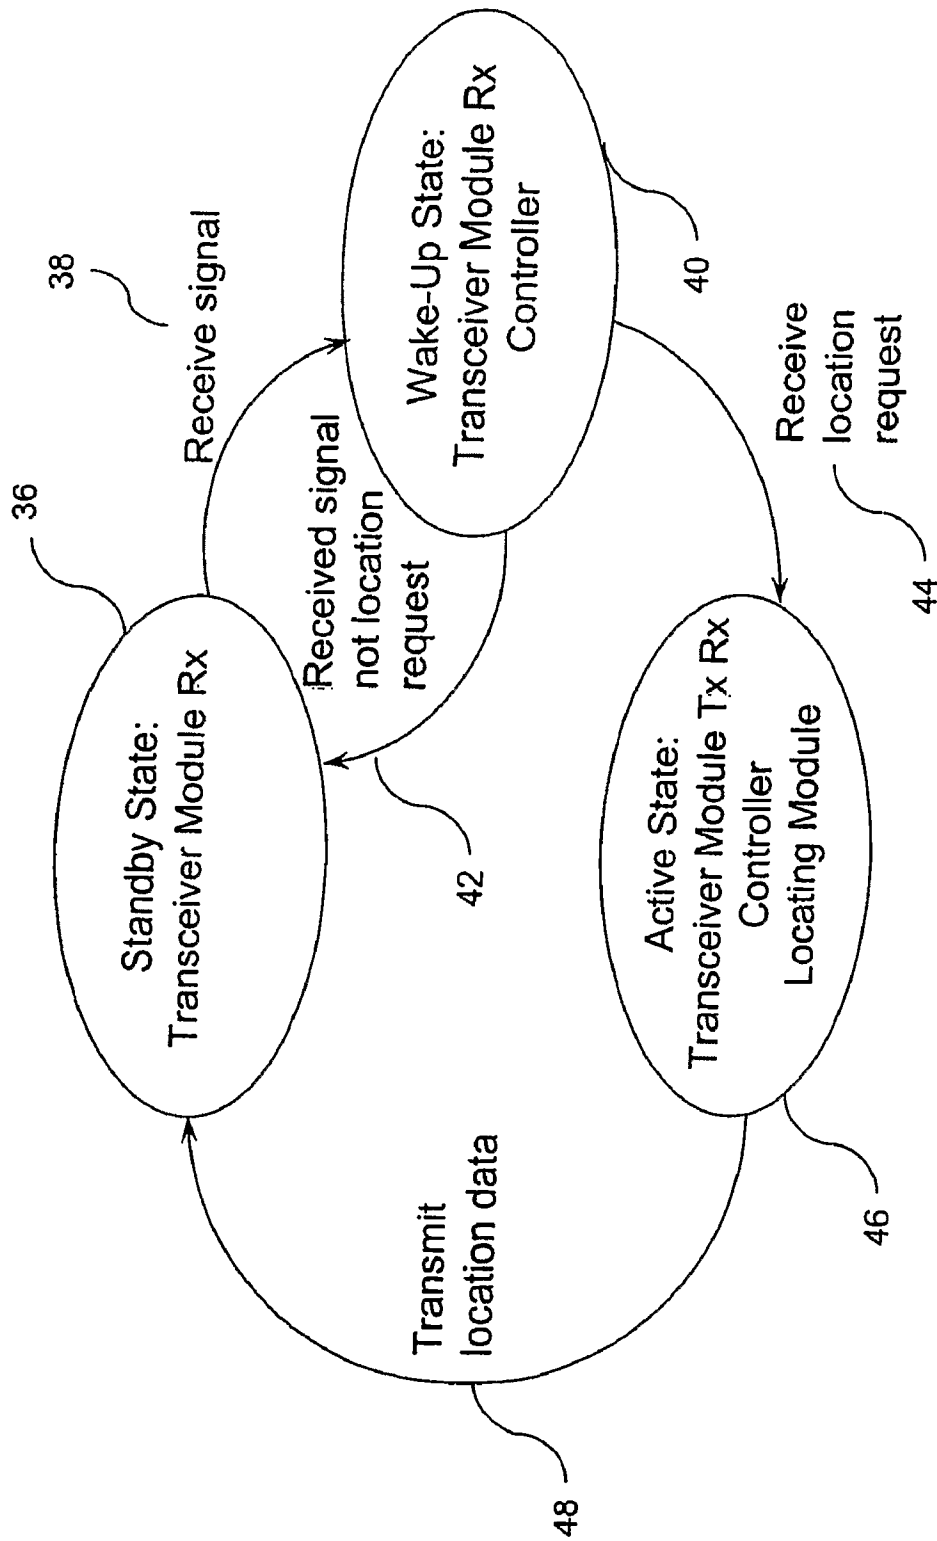 36
38
Receive signal
Standby State:
Transceiver Module Rx
Received signal
not location
request
Wake-Up State:
Transceiver Module Rx
Controller
42
40
Transmit
location data
48
Active State:
Transceiver Module Tx Rx
Controller
Locating Module
46
Receive
location
request
44